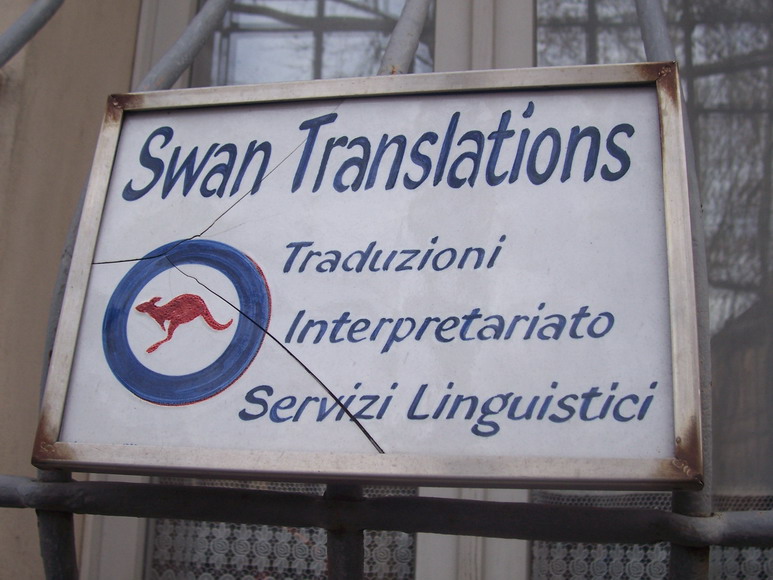 Swan Translations
Traduzioni
Interpretariato
Servizi Linguistici